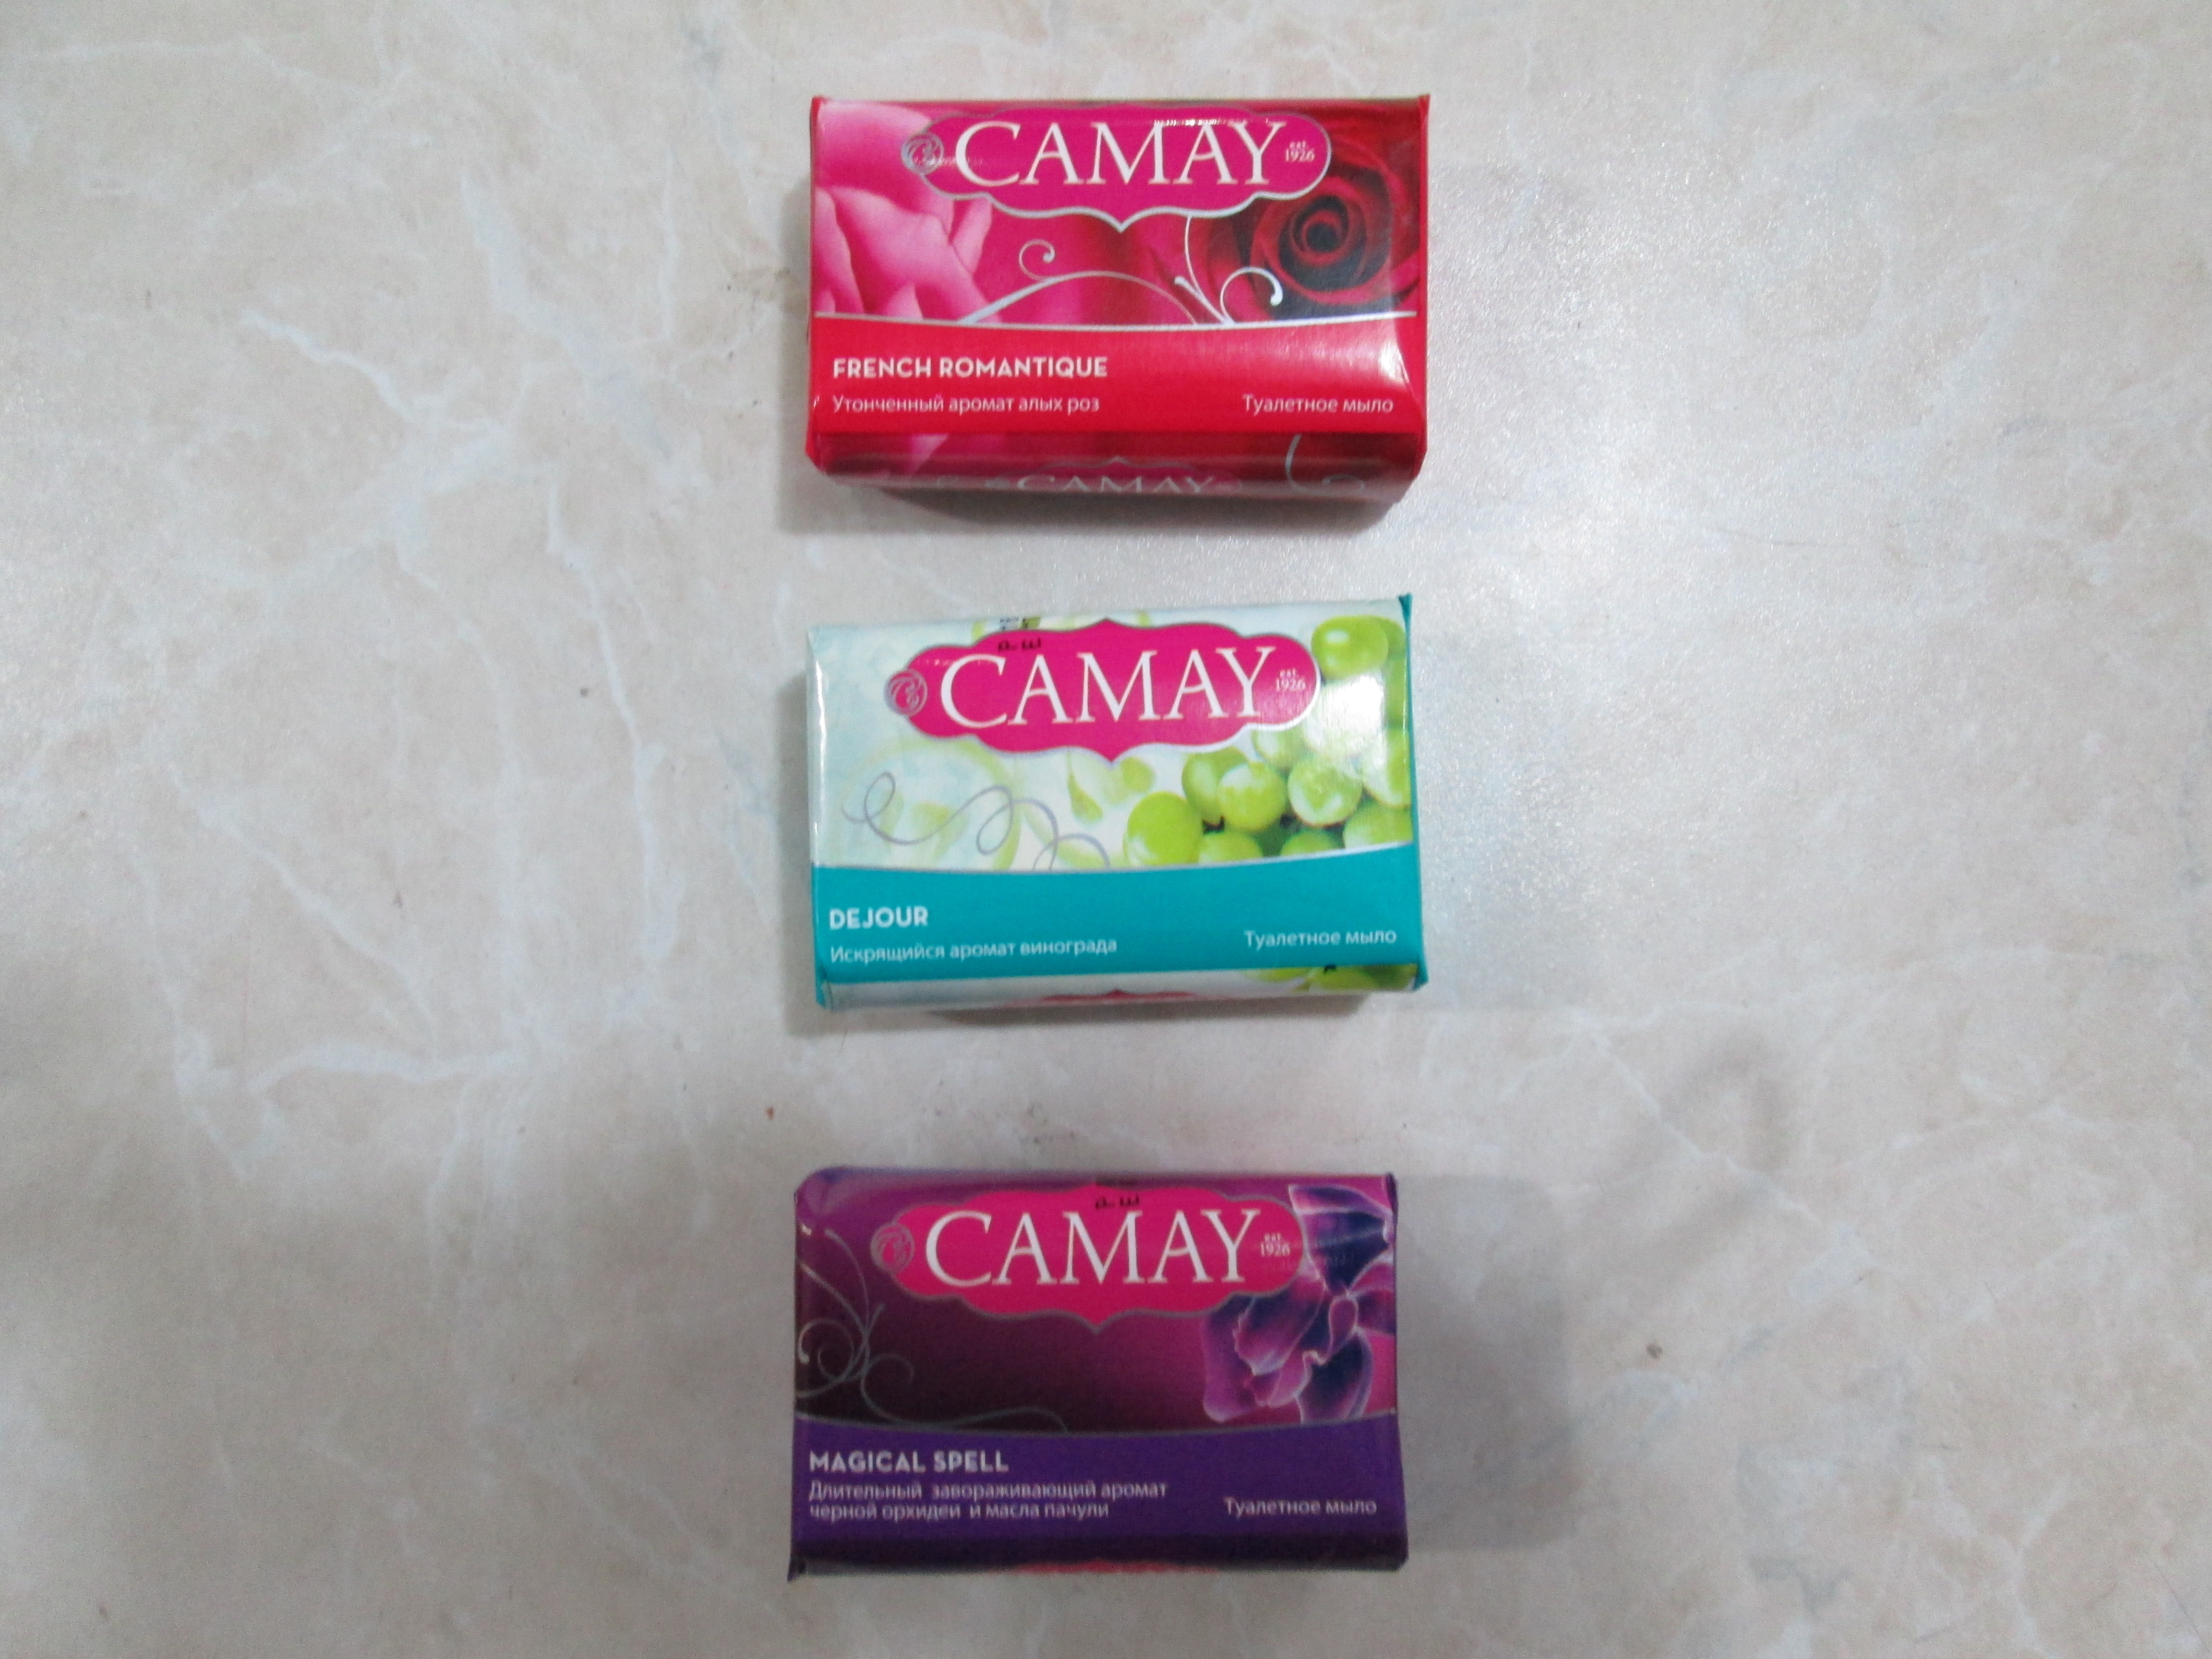 CAMAY
est.
1926
FRENCH ROMANTIQUE
Утонченный аромат алых роз
Туалетное мыло
CAMAY
CAMAY
est.
1926
DEJOUR
Искрящийся аромат винограда
Туалетное мыло
CAMAY
est.
1926
MAGICAL SPELL
Длительный завораживающий аромат
черной орхидеи и масла пачули
Туалетное мыло